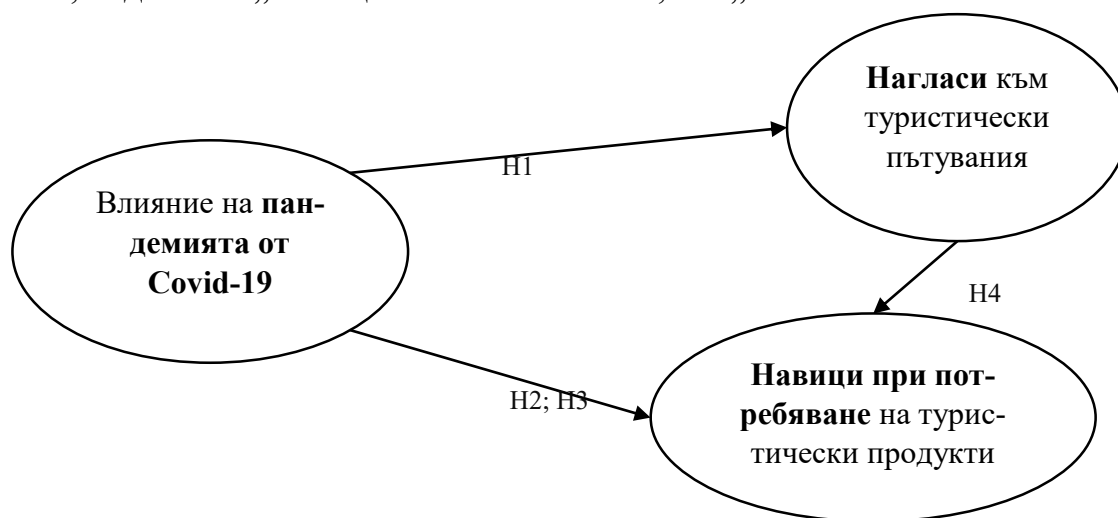 Нагласи към
туристически
пътувания
H1
Влияние на пан-
демията от
Covid-19
H4
H2; H3
Навици при пот-
ребяване на турис-
тически продукти